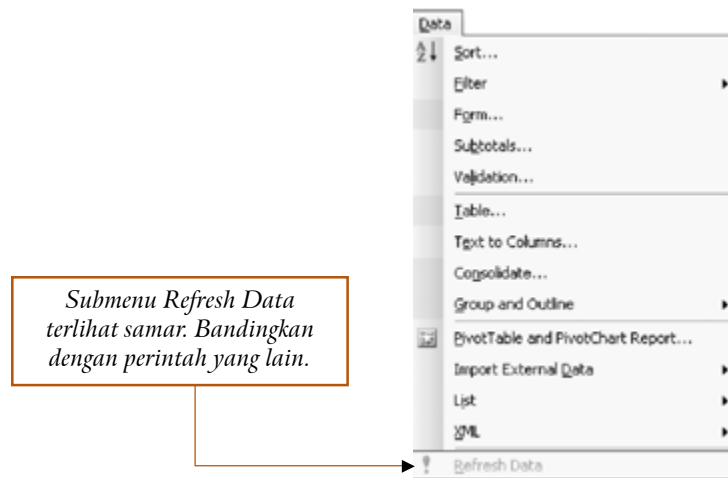 Data
Sort...
Filter
Form...
Subtotals...
Validation...
Table...
Text to Columns...
Consolidate...
Group and Outline
PivotTable and PivotChart Report...
Import External Data
List
XML
Refresh Data
Submenu Refresh Data
terlihat samar. Bandingkan
dengan perintah yang lain.